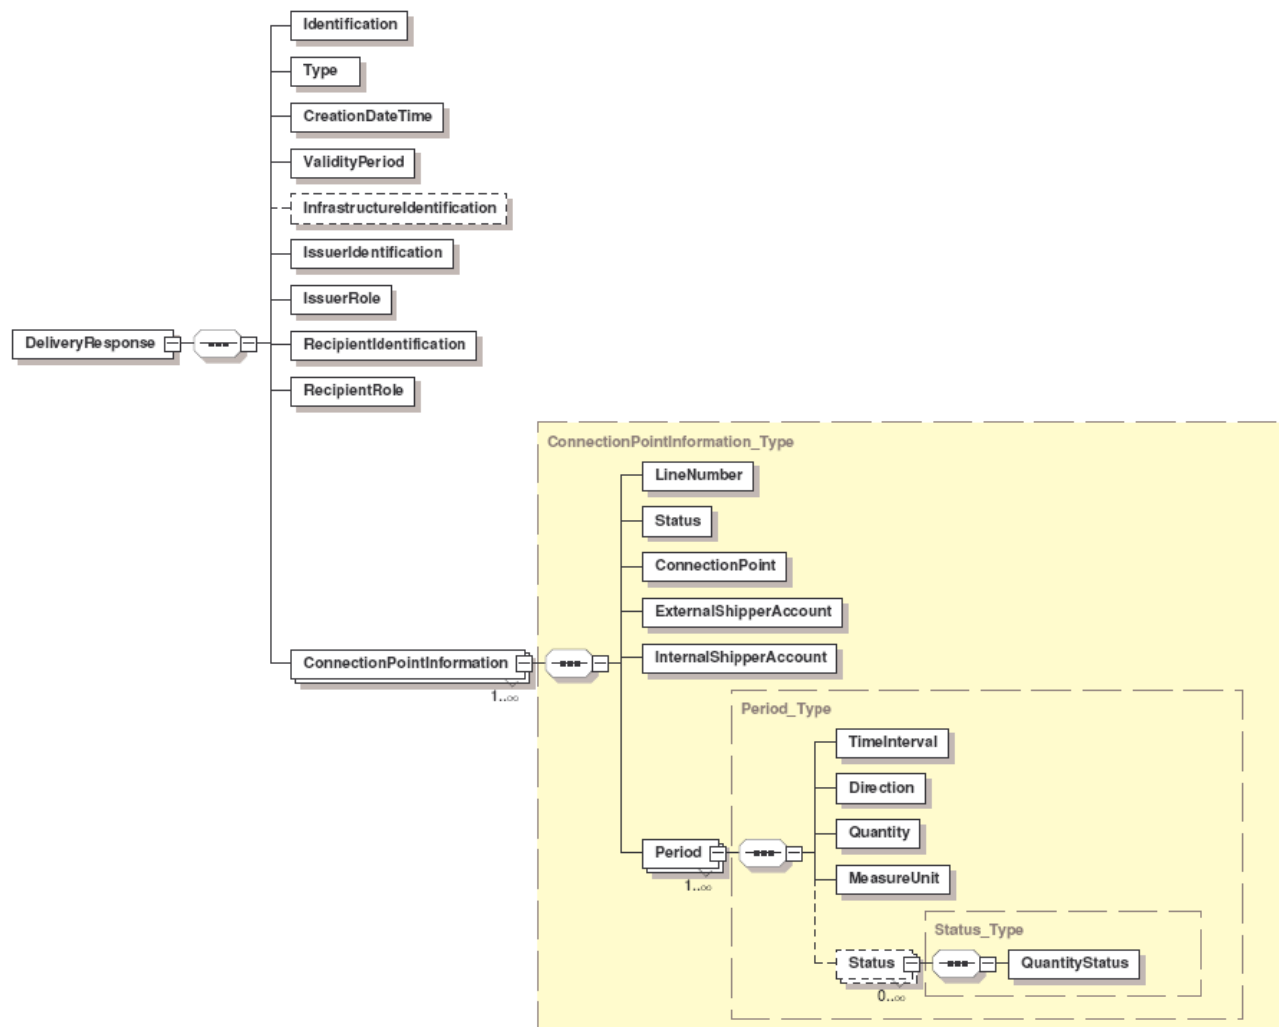 Identification
Type
CreationDateTime
ValidityPeriod
InfrastructureIdentification
IssuerIdentification
IssuerRole
DeliveryResponse
RecipientIdentification
RecipientRole
ConnectionPointInformation_Type
LineNumber
Status
ConnectionPoint
ExternalShipperAccount
InternalShipperAccount
ConnectionPointInformation
1..∞
Period_Type
TimeInterval
Direction
Quantity
Period
1..∞
MeasureUnit
Status_Type
Status
QuantityStatus
0..∞